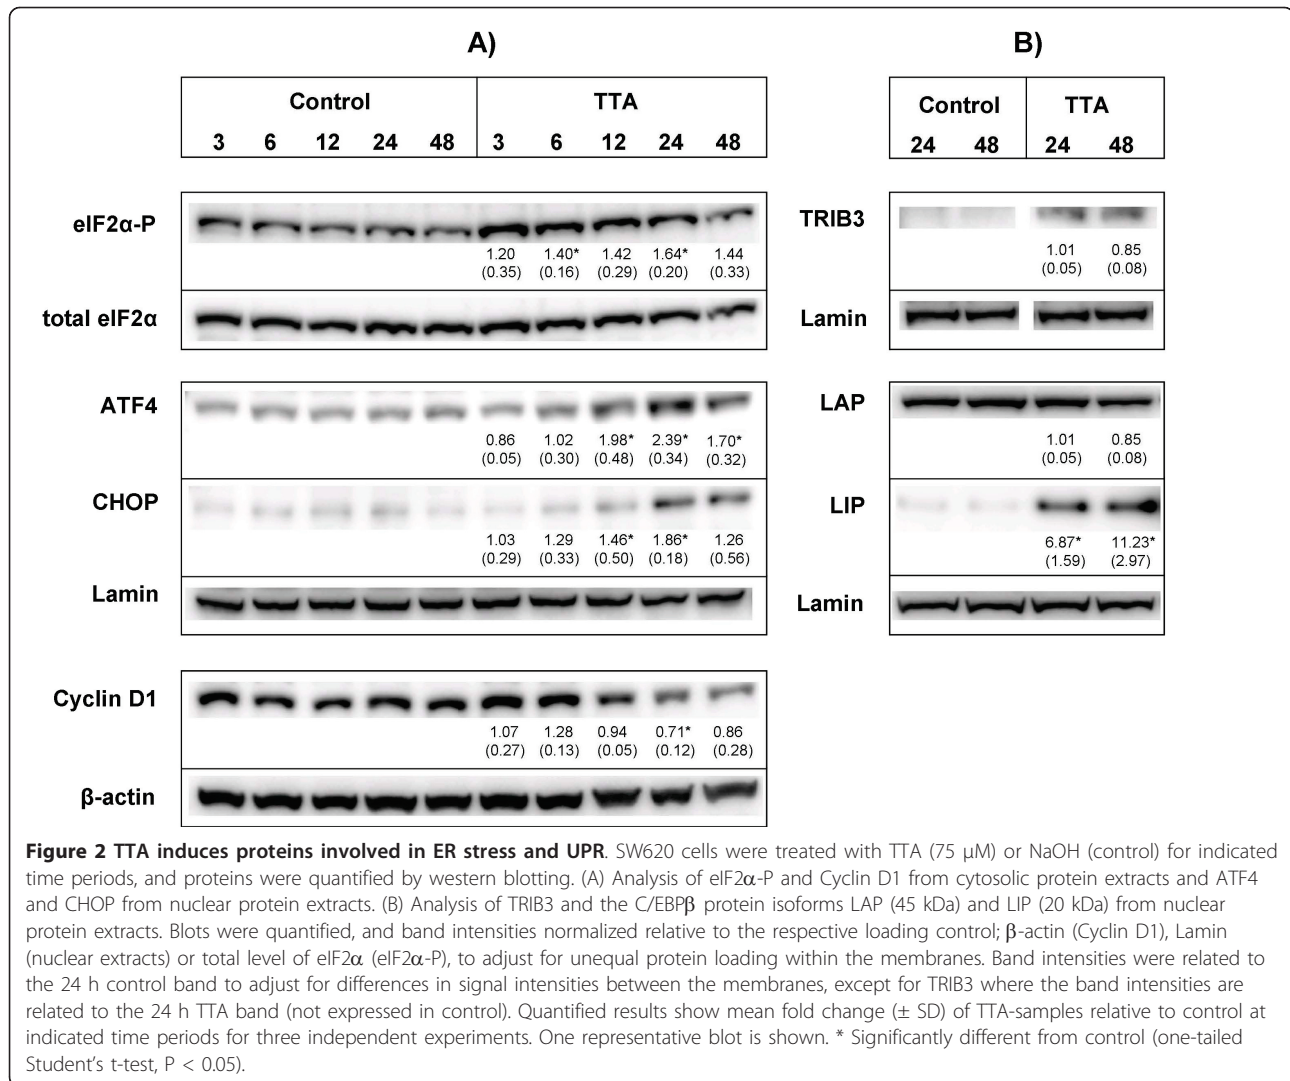 A)
Control TTA
3 6 12 24 48 3 6 12 24 48
eIF2α-P
1.20 1.40* 1.42 1.64* 1.44
(0.35) (0.16) (0.29) (0.20) (0.33)
total eIF2α
ATF4
0.86 1.02 1.98* 2.39* 1.70*
(0.05) (0.30) (0.48) (0.34) (0.32)
CHOP
1.03 1.29 1.46* 1.86* 1.26
(0.29) (0.33) (0.50) (0.18) (0.56)
Lamin
Cyclin D1
1.07 1.28 0.94 0.71* 0.86
(0.27) (0.13) (0.05) (0.12) (0.28)
β-actin
B)
Control TTA
24 48 24 48
TRIB3
1.01 0.85
(0.05) (0.08)
Lamin
LAP
1.01 0.85
(0.05) (0.08)
LIP
6.87* 11.23*
(1.59) (2.97)
Lamin
Figure 2 TTA induces proteins involved in ER stress and UPR. SW620 cells were treated with TTA (75 μM) or NaOH (control) for indicated
time periods, and proteins were quantified by western blotting. (A) Analysis of eIF2α-P and Cyclin D1 from cytosolic protein extracts and ATF4
and CHOP from nuclear protein extracts. (B) Analysis of TRIB3 and the C/EBPβ protein isoforms LAP (45 kDa) and LIP (20 kDa) from nuclear
protein extracts. Blots were quantified, and band intensities normalized relative to the respective loading control; β-actin (Cyclin D1), Lamin
(nuclear extracts) or total level of eIF2α (eIF2α-P), to adjust for unequal protein loading within the membranes. Band intensities were related to
the 24 h control band to adjust for differences in signal intensities between the membranes, except for TRIB3 where the band intensities are
related to the 24 h TTA band (not expressed in control). Quantified results show mean fold change (± SD) of TTA-samples relative to control at
indicated time periods for three independent experiments. One representative blot is shown. * Significantly different from control (one-tailed
Student's t-test, P < 0.05).